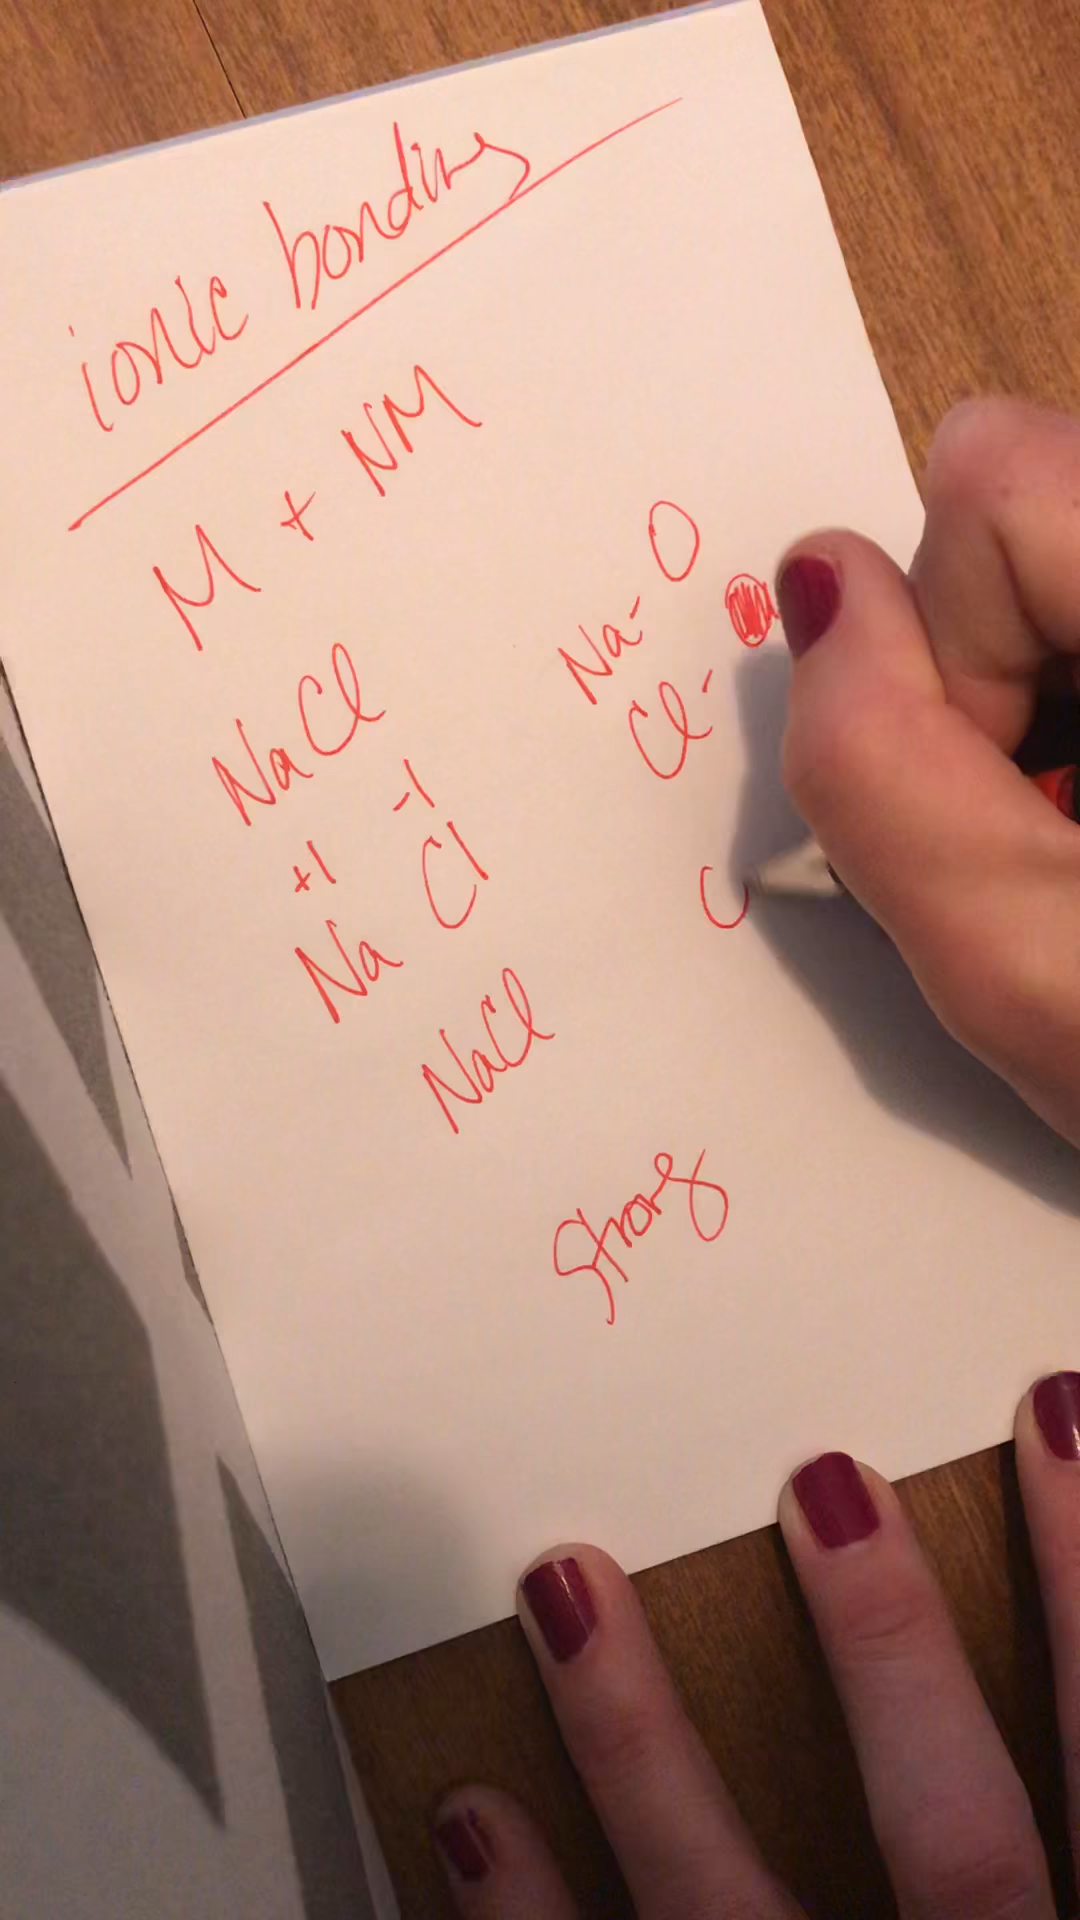 ionic bonding
M + NM
NaCl
+1 -1
Na Cl
NaCl
Na- O
Cl-
Strong